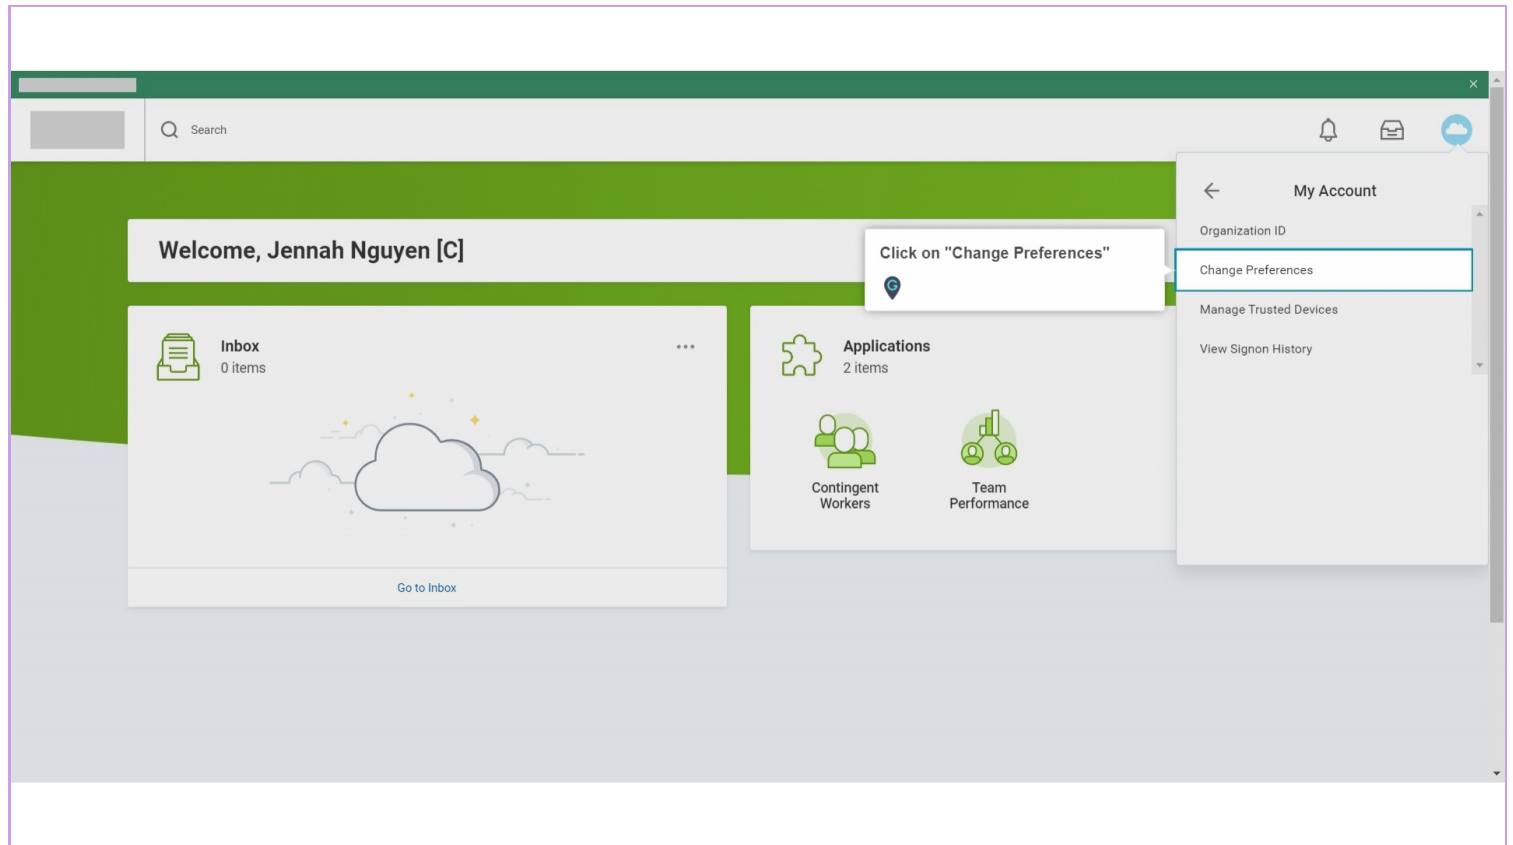 Search
My Account
Organization ID
Welcome, Jennah Nguyen [C]
Click on "Change Preferences"
Change Preferences
Manage Trusted Devices
View Signon History
Inbox
0 items
Applications
2 items
Contingent
Workers
Team
Performance
Go to Inbox